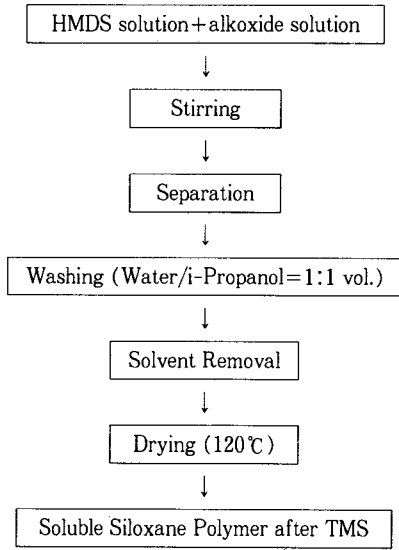 HMDS solution+alkoxide solution
Stirring
Separation
Washing (Water/i-Propanol=1:1 vol.)
Solvent Removal
Drying (120℃)
Soluble Siloxane Polymer after TMS